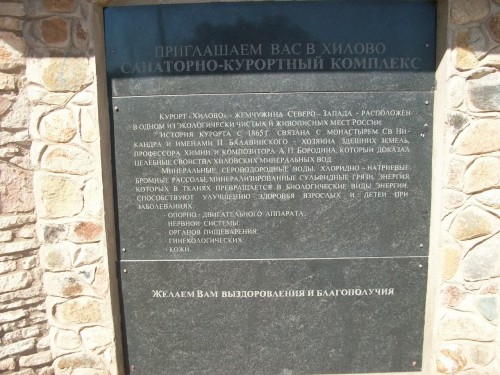 ПРИГЛАШАЕМ ВАС В ХИЛОВО
САНАТОРНО-КУРОРТНЫЙ КОМПЛЕКС
КУРОРТ «ХИЛОВО» - ЖЕМЧУЖИНА СЕВЕРО - ЗАПАДА - РАСПОЛОЖЕН
В ОДНОМ ИЗ ЭКОЛОГИЧЕСКИ ЧИСТЫХ И ЖИВОПИСНЫХ МЕСТ РОССИИ.
ИСТОРИЯ КУРОРТА С 1865 Г. СВЯЗАНА С МОНАСТЫРЕМ СВ НИ-
КАНДРА И ИМЕНАМИ П. БАЛАВИНСКОГО - ХОЗЯИНА ЗДЕШНИХ ЗЕМЕЛЬ,
ПРОФЕССОРА ХИМИИ И КОМПОЗИТОРА А. П. БОРОДИНА, КОТОРЫЙ ДОКАЗАЛ
ЦЕЛЕБНЫЕ СВОЙСТВА ХИЛОВСКИХ МИНЕРАЛЬНЫХ ВОД.
МИНЕРАЛЬНЫЕ СЕРОВОДОРОДНЫЕ ВОДЫ, ХЛОРИДНО - НАТРИЕВЫЕ
БРОМНЫЕ РАССОЛЫ, МИНЕРАЛИЗИРОВАННЫЕ СУЛЬФИДНЫЕ ГРЯЗИ, ЭНЕРГИЯ
КОТОРЫХ В ТКАНЯХ ПРЕВРАЩАЕТСЯ В БИОЛОГИЧЕСКИЕ ВИДЫ ЭНЕРГИИ,
СПОСОБСТВУЮТ УЛУЧШЕНИЮ ЗДОРОВЬЯ ВЗРОСЛЫХ И ДЕТЕЙ ПРИ
ЗАБОЛЕВАНИЯХ:
ОПОРНО - ДВИГАТЕЛЬНОГО АППАРАТА;
НЕРВНОЙ СИСТЕМЫ;
ОРГАНОВ ПИЩЕВАРЕНИЯ;
ГИНЕКОЛОГИЧЕСКИХ
КОЖИ.
ЖЕЛАЕМ ВАМ ВЫЗДОРОВЛЕНИЯ И БЛАГОПОЛУЧИЯ